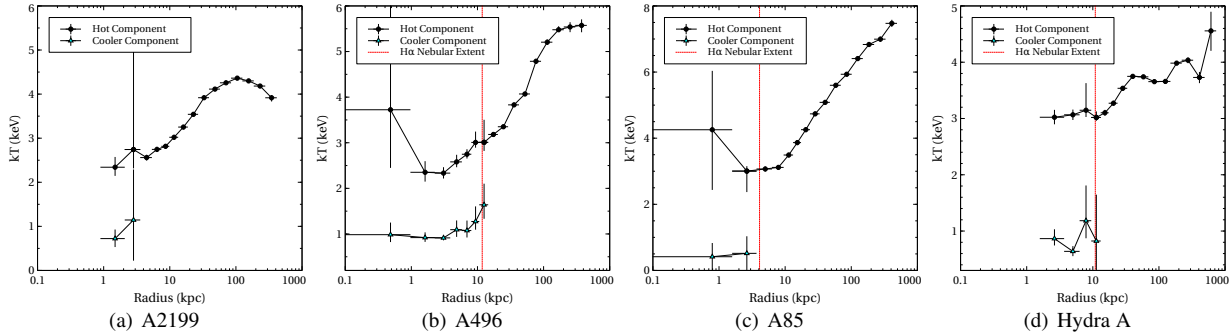 6
5
4
3
2
1
0
kT (keV)
Hot Component
Cooler Component
0.1
1
10
100
1000
Radius (kpc)
(a) A2199
6
5
4
3
2
1
0
kT (keV)
Hot Component
Cooler Component
Hα Nebular Extent
0.1
1
10
100
1000
Radius (kpc)
(b) A496
8
6
4
2
0
kT (keV)
Hot Component
Cooler Component
Hα Nebular Extent
0.1
1
10
100
1000
Radius (kpc)
(c) A85
5
4
3
2
1
kT (keV)
Hot Component
Cooler Component
Hα Nebular Extent
0.1
1
10
100
1000
Radius (kpc)
(d) Hydra A